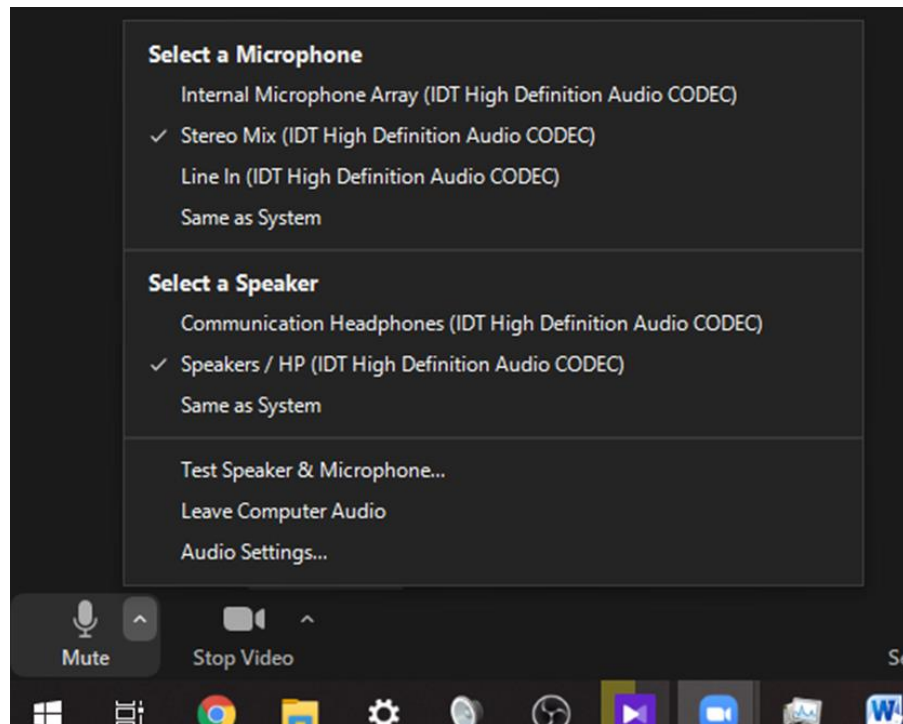 Select a Microphone
Internal Microphone Array (IDT High Definition Audio CODEC)
✓ Stereo Mix (IDT High Definition Audio CODEC)
Line In (IDT High Definition Audio CODEC)
Same as System
Select a Speaker
Communication Headphones (IDT High Definition Audio CODEC)
✓ Speakers / HP (IDT High Definition Audio CODEC)
Same as System
Test Speaker & Microphone...
Leave Computer Audio
Audio Settings...
Mute Stop Video